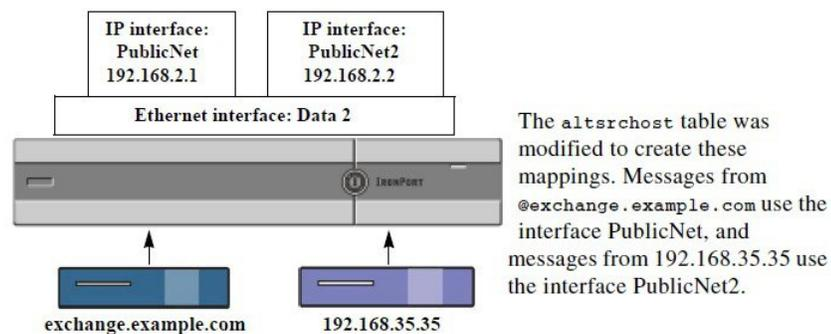 IP interface:
PublicNet
192.168.2.1
IP interface:
PublicNet2
192.168.2.2
Ethernet interface: Data 2
IRONPORT
exchange.example.com
192.168.35.35
The altsrchost table was
modified to create these
mappings. Messages from
@exchange.example.com use the
interface PublicNet, and
messages from 192.168.35.35 use
the interface PublicNet2.